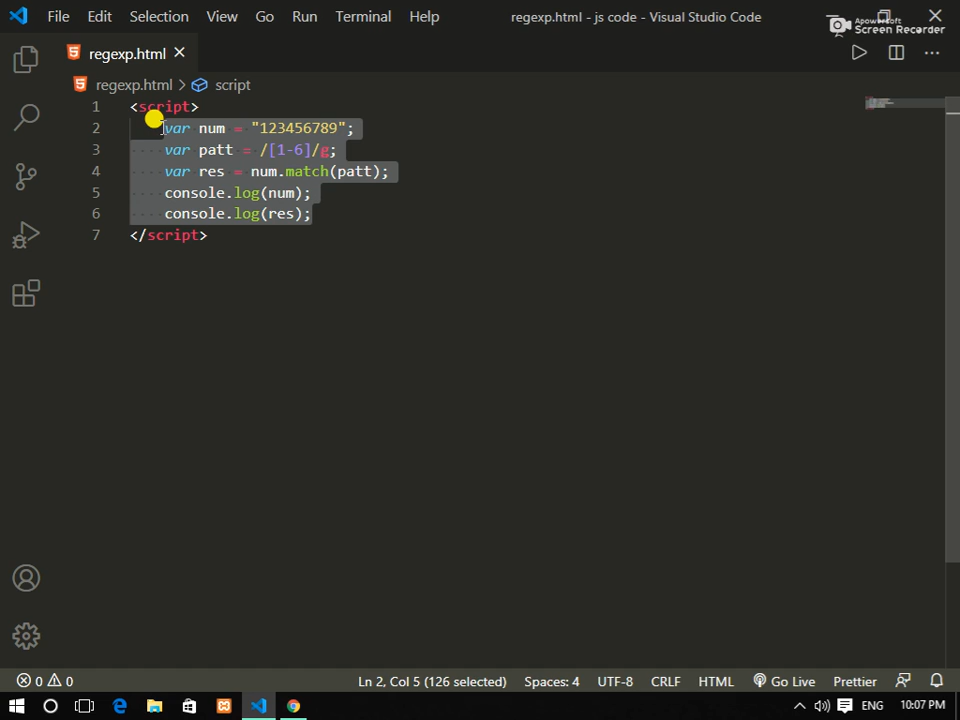 File Edit Selection View Go Run Terminal Help regexp.html - js code - Visual Studio Code
Apowersoft
Screen Recorder
regexp.html
regexp.html > script
1 <script>
2 var num = "123456789";
3 var patt = /[1-6]/g;
4 var res = num.match(patt);
5 console.log(num);
6 console.log(res);
7 </script>
0 0 Ln 2, Col 5 (126 selected) Spaces: 4 UTF-8 CRLF HTML Go Live Prettier
ENG 10:07 PM